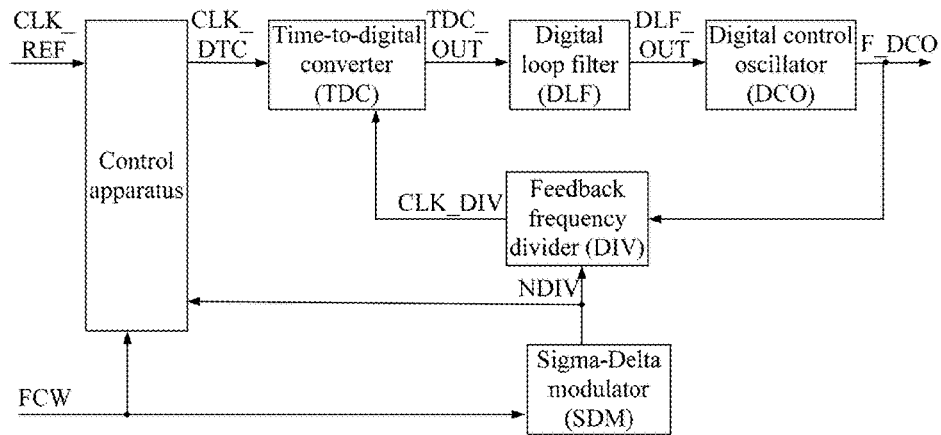 CLK_
REF
CLK_
DTC
Time-to-digital
converter
(TDC)
TDC_
OUT
Digital
loop filter
(DLF)
DLF_
OUT
Digital control
oscillator
(DCO)
F_DCO
Control
apparatus
CLK_DIV
Feedback
frequency
divider (DIV)
NDIV
Sigma-Delta
modulator
(SDM)
FCW